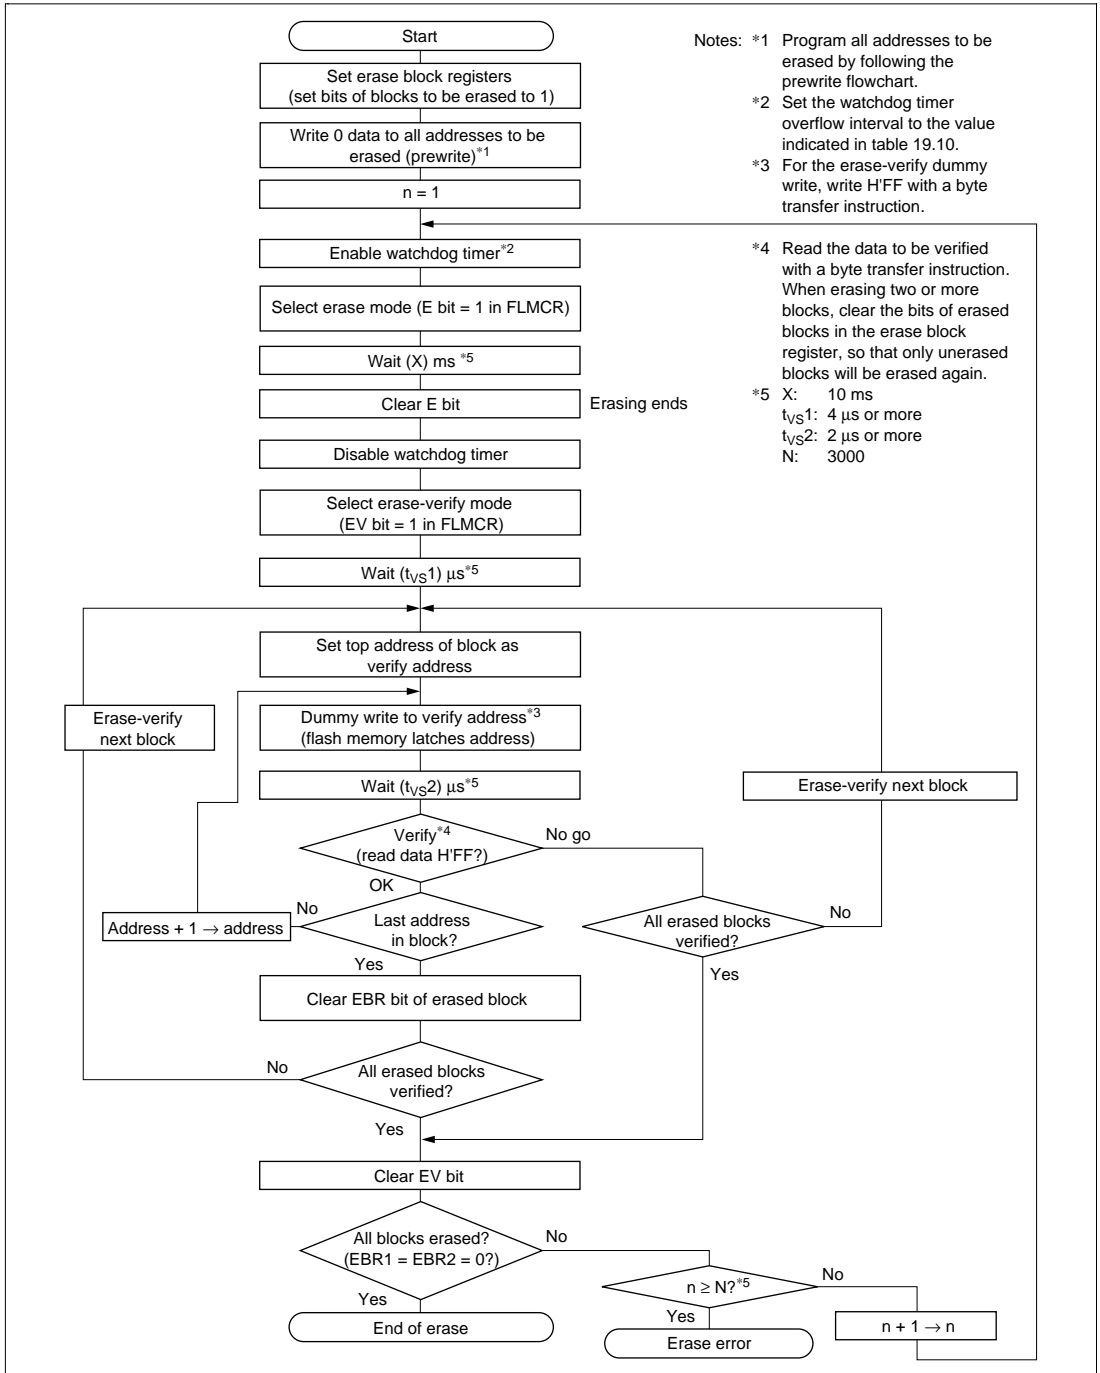 Start
Set erase block registers
(set bits of blocks to be erased to 1)
Write 0 data to all addresses to be
erased (prewrite)*1
n = 1
Enable watchdog timer*2
Select erase mode (E bit = 1 in FLMCR)
Wait (X) ms *5
Clear E bit
Erasing ends
Disable watchdog timer
Select erase-verify mode
(EV bit = 1 in FLMCR)
Wait (tVS1) μs*5
Set top address of block as
verify address
Erase-verify
next block
Dummy write to verify address*3
(flash memory latches address)
Wait (tVS2) μs*5
Erase-verify next block
Verify*4
(read data H'FF?)
No go
OK
Address + 1 → address
No
Last address
in block?
All erased blocks
verified?
No
Yes
Yes
Clear EBR bit of erased block
No
All erased blocks
verified?
Yes
Clear EV bit
All blocks erased?
(EBR1 = EBR2 = 0?)
No
n ≥ N?*5
No
Yes
Yes
End of erase
Erase error
n + 1 → n
Notes: *1 Program all addresses to be
erased by following the
prewrite flowchart.
*2 Set the watchdog timer
overflow interval to the value
indicated in table 19.10.
*3 For the erase-verify dummy
write, write H'FF with a byte
transfer instruction.
*4 Read the data to be verified
with a byte transfer instruction.
When erasing two or more
blocks, clear the bits of erased
blocks in the erase block
register, so that only unerased
blocks will be erased again.
*5 X: 10 ms
tVS1: 4 μs or more
tVS2: 2 μs or more
N: 3000